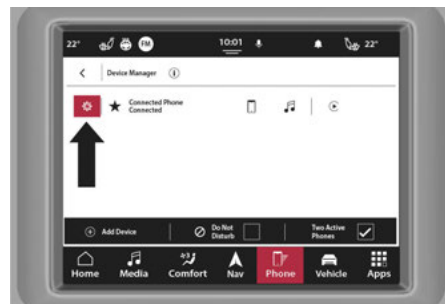 22° FM 10:01 22°
Device Manager
Connected Phone
Connected
Add Device
Do Not
Disturb
Two Active
Phones
Home Media Comfort Nav Phone Vehicle Apps